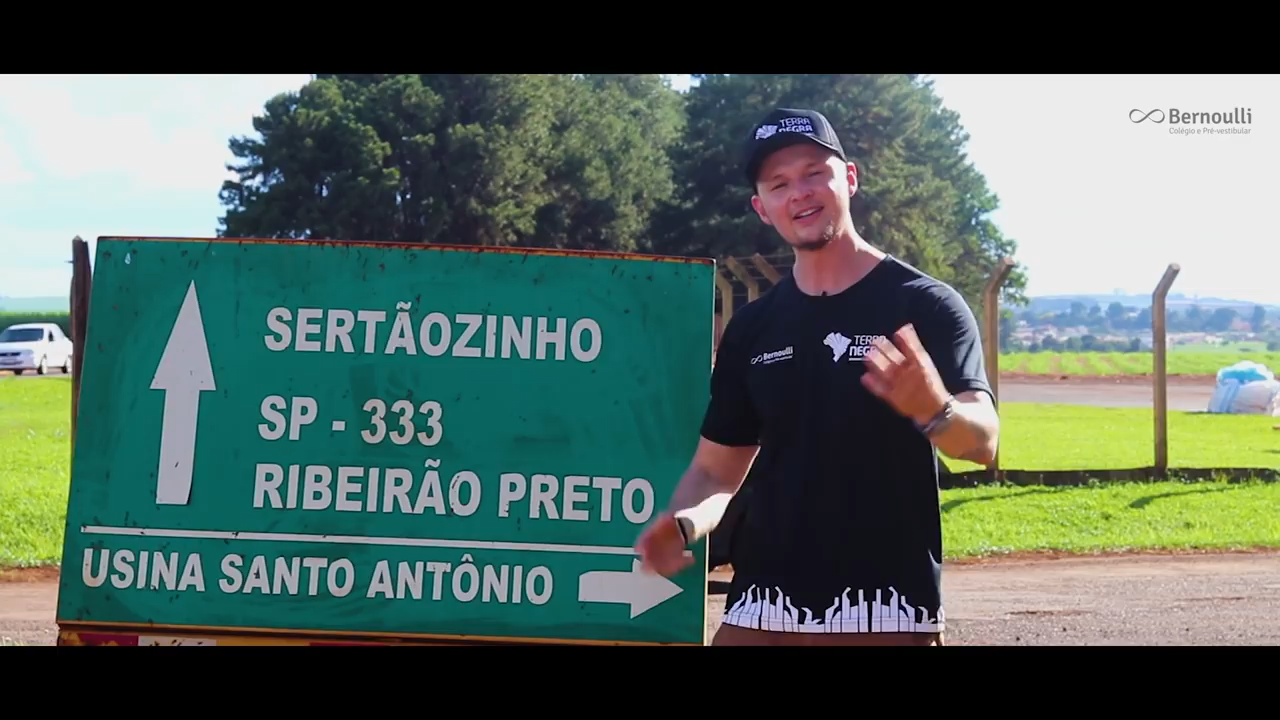 Bernoulli
Colégio e Pré-vestibular
TERRA
NEGRA
SERTÃOZINHO
SP - 333
RIBEIRÃO PRETO
USINA SANTO ANTÔNIO
Bernoulli
TERRA
NEGRA